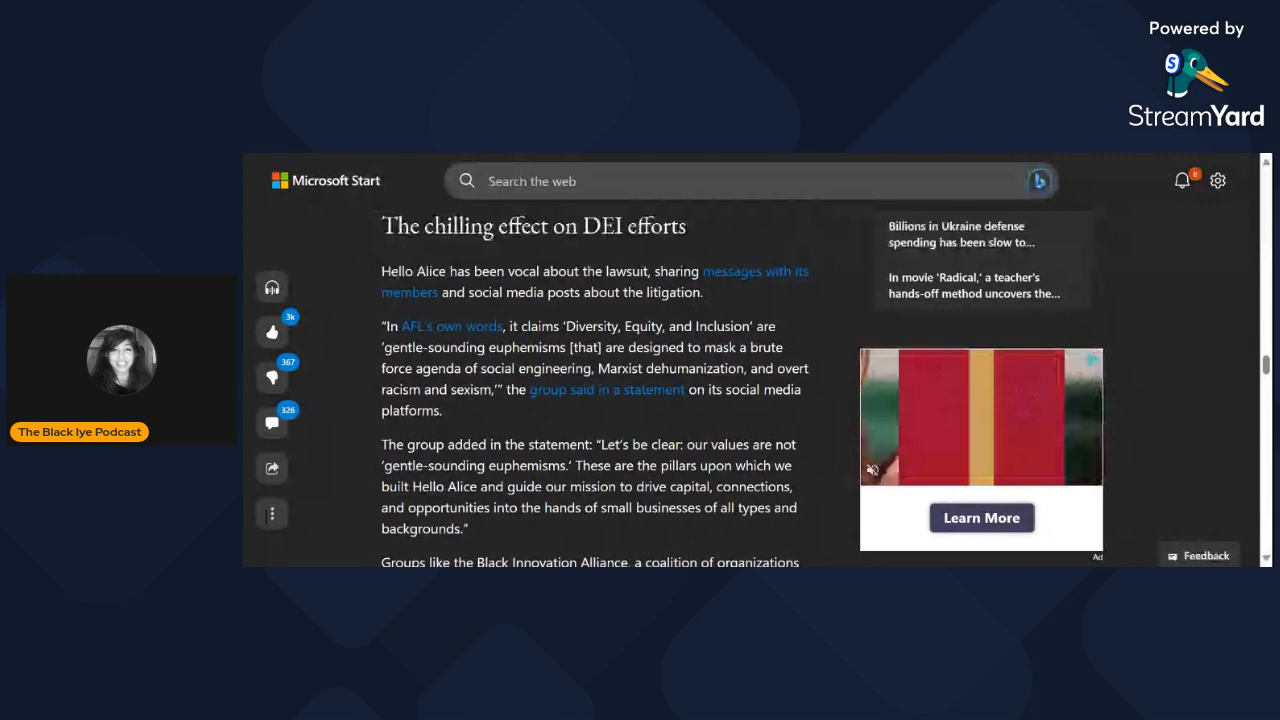 Powered by
StreamYard
Microsoft Start
Search the web
8
The chilling effect on DEI efforts
Hello Alice has been vocal about the lawsuit, sharing messages with its
members and social media posts about the litigation.
“In AFL's own words, it claims ‘Diversity, Equity, and Inclusion’ are
‘gentle-sounding euphemisms [that] are designed to mask a brute
force agenda of social engineering, Marxist dehumanization, and overt
racism and sexism,’” the group said in a statement on its social media
platforms.
The group added in the statement: “Let's be clear: our values are not
‘gentle-sounding euphemisms.’ These are the pillars upon which we
built Hello Alice and guide our mission to drive capital, connections,
and opportunities into the hands of small businesses of all types and
backgrounds.”
Groups like the Black Innovation Alliance, a coalition of organizations
3k
367
326
Billions in Ukraine defense
spending has been slow to...
In movie 'Radical,' a teacher's
hands-off method uncovers the...
Learn More
Ad
Feedback
The Black Iye Podcast